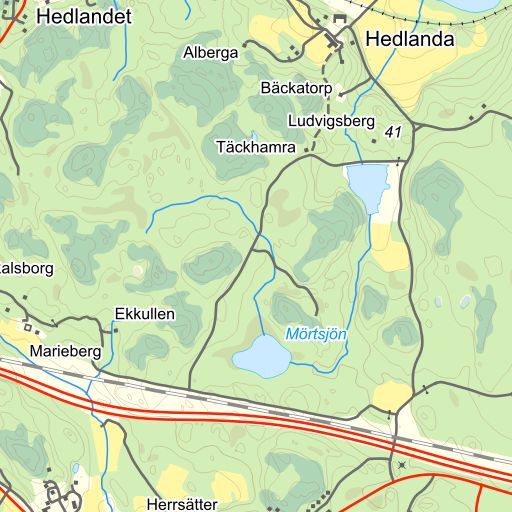 Hedlandet
Hedlanda
Alberga
Bäckatorp
Ludvigsberg
41
Täckhamra
alsborg
Ekkullen
Mörtsjön
Marieberg
Herrsätter